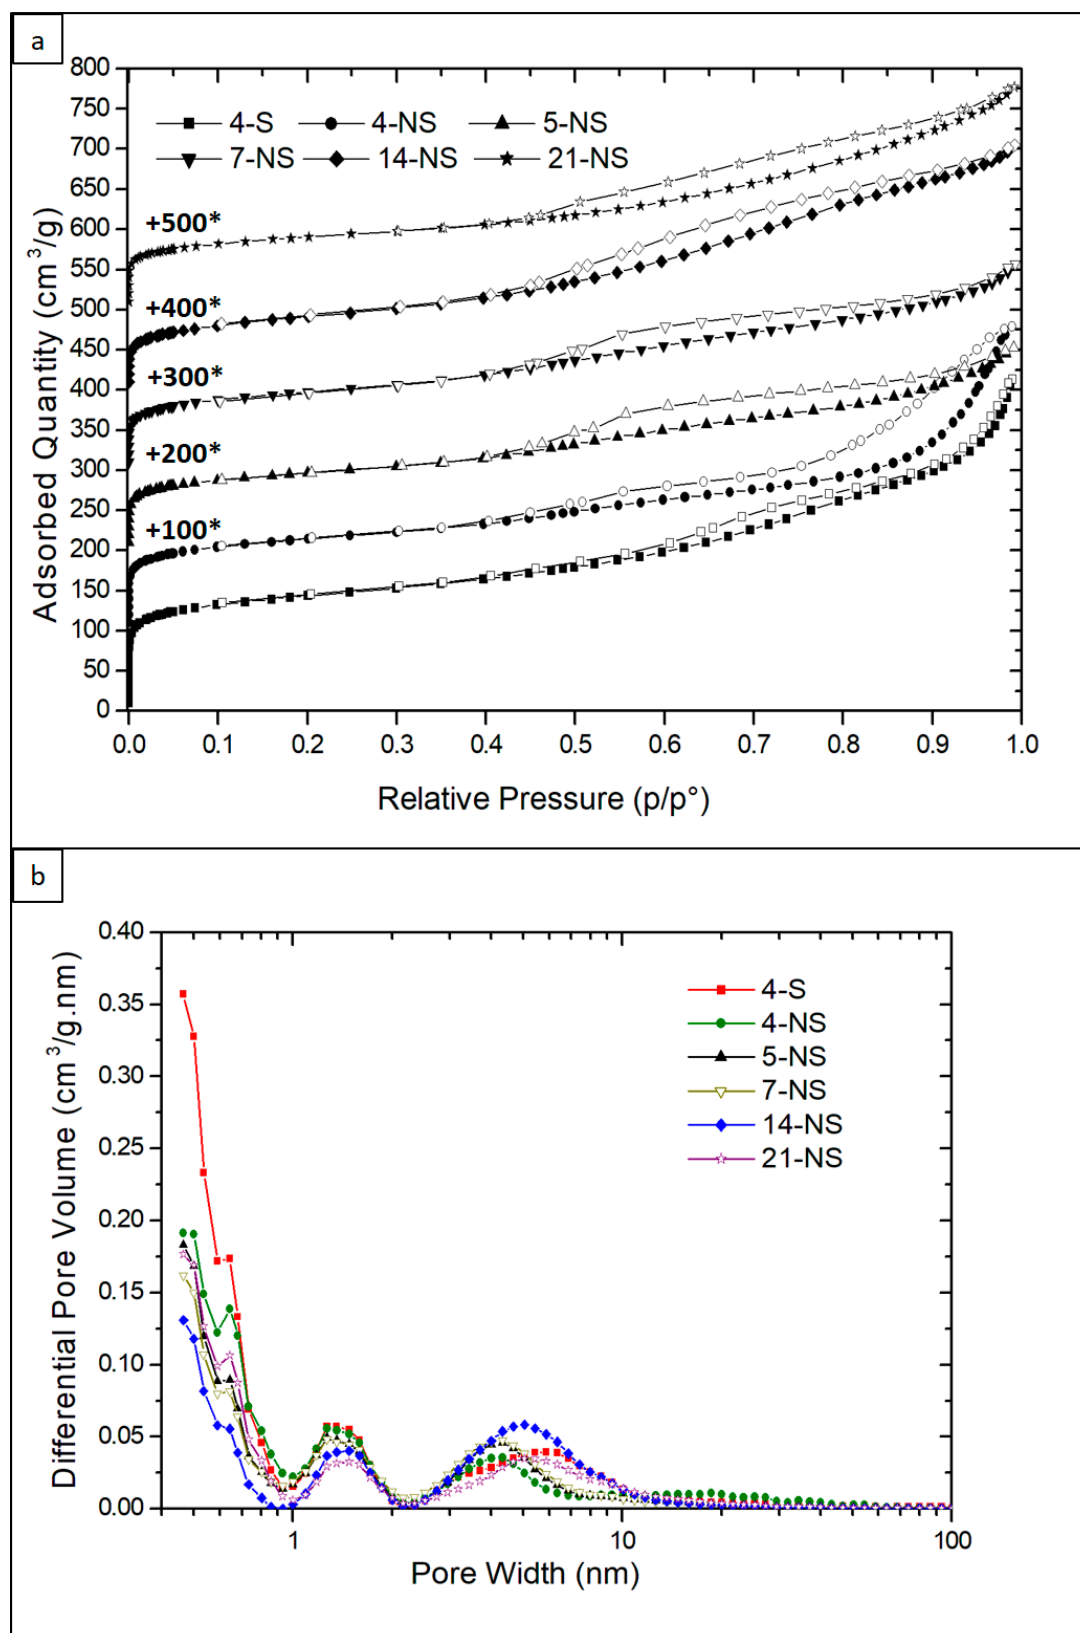 a
800
750
700
650
600
550
500
450
400
350
300
250
200
150
100
50
0
Adsorbed Quantity (cm³/g)
4-S 4-NS 5-NS
7-NS 14-NS 21-NS
+500*
+400*
+300*
+200*
+100*
0.0 0.1 0.2 0.3 0.4 0.5 0.6 0.7 0.8 0.9 1.0
Relative Pressure (p/p°)
b
0.40
0.35
0.30
0.25
0.20
0.15
0.10
0.05
0.00
Differential Pore Volume (cm³/g.nm)
4-S
4-NS
5-NS
7-NS
14-NS
21-NS
1 10 100
Pore Width (nm)